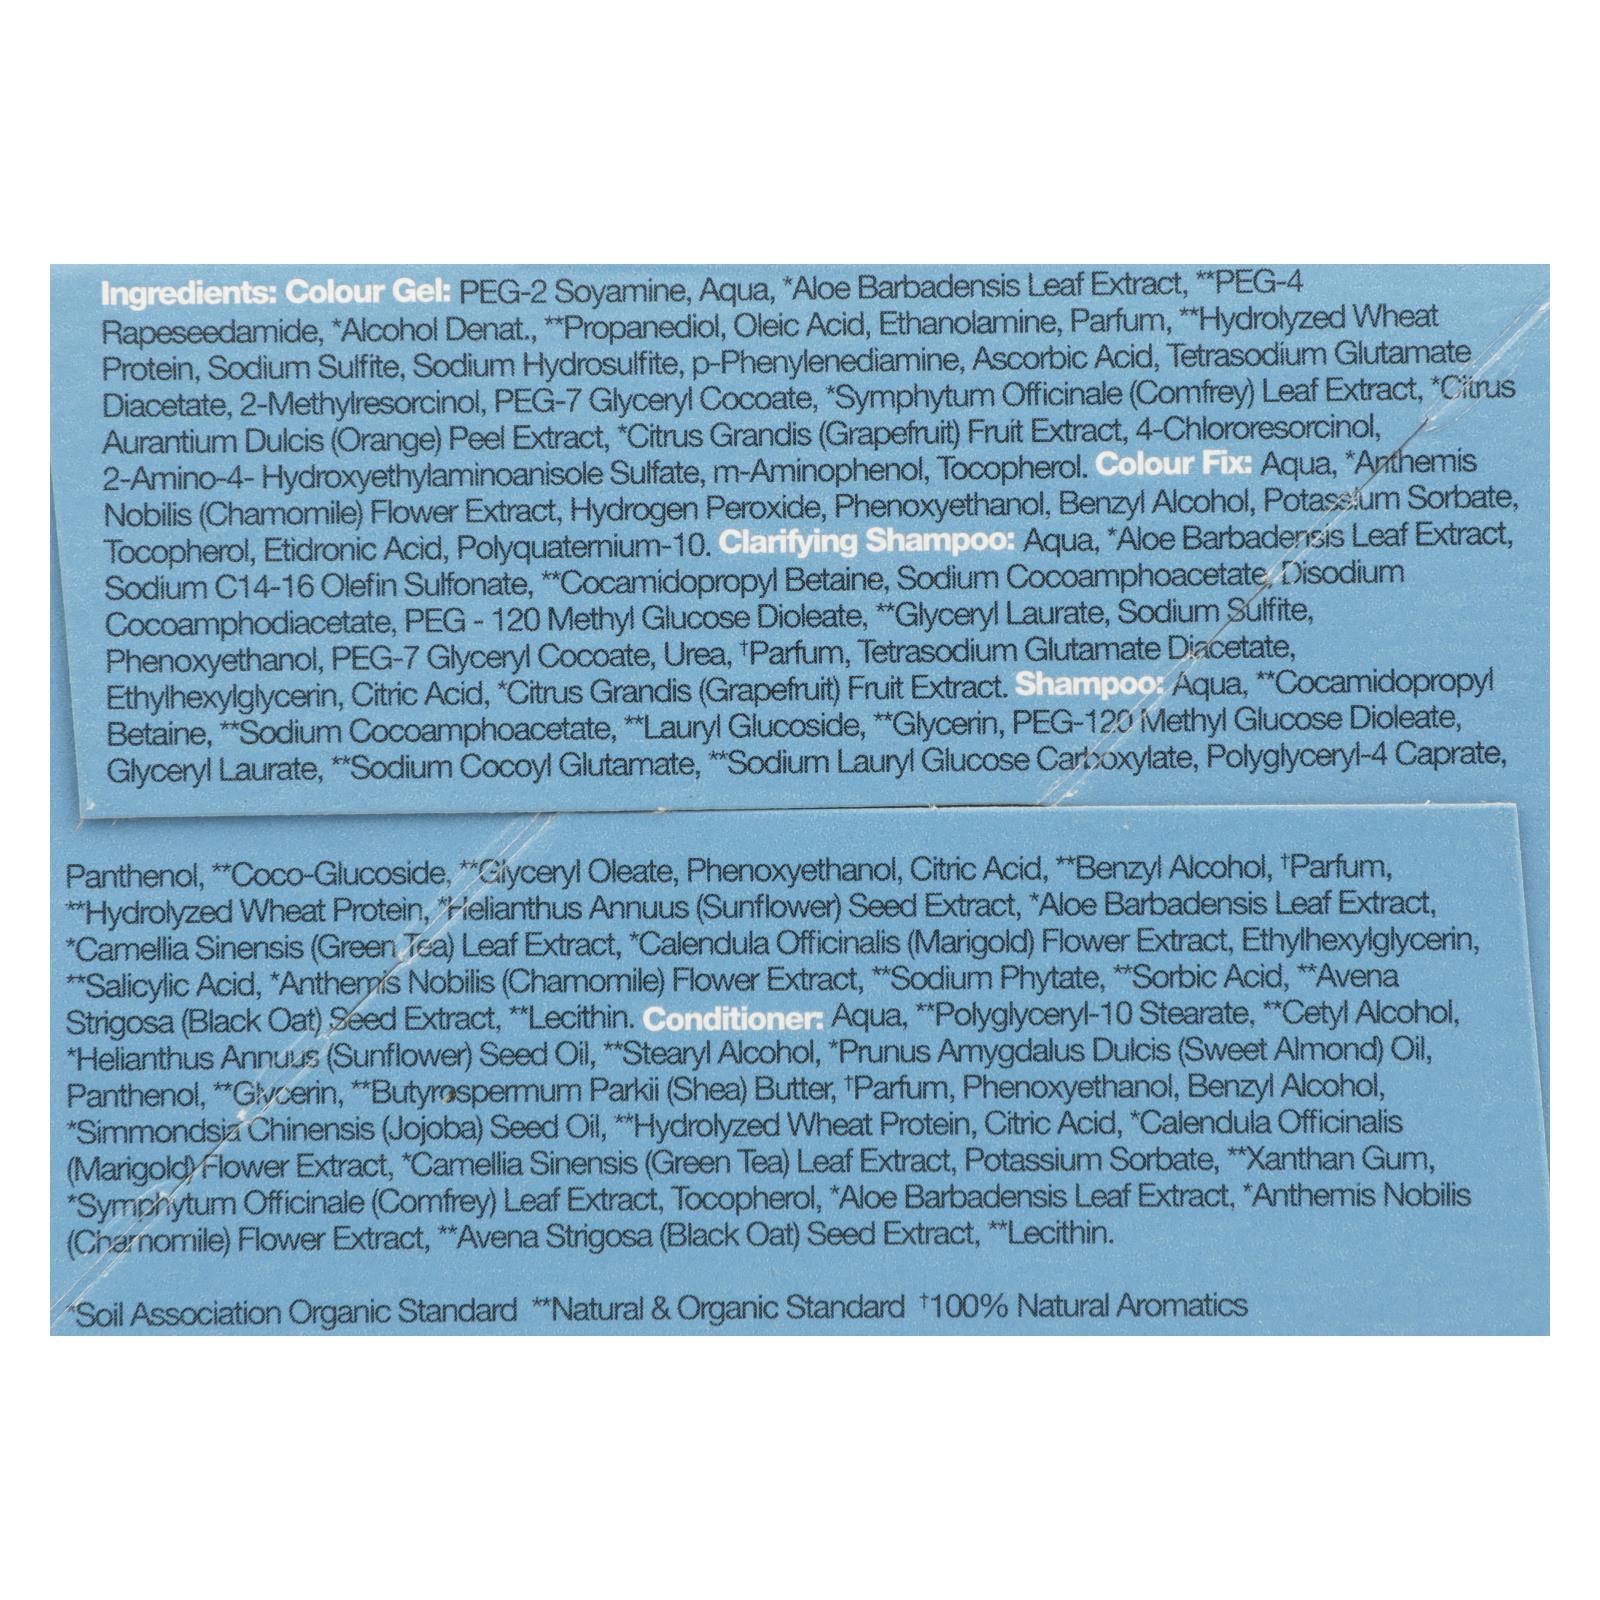 Ingredients: Colour Gel: PEG-2 Soyamine, Aqua, *Aloe Barbadensis Leaf Extract, **PEG-4
Rapeseedamide, *Alcohol Denat., **Propanediol, Oleic Acid, Ethanolamine, Parfum, **Hydrolyzed Wheat
Protein, Sodium Sulfite, Sodium Hydrosulfite, p-Phenylenediamine, Ascorbic Acid, Tetrasodium Glutamate
Diacetate, 2-Methylresorcinol, PEG-7 Glyceryl Cocoate, *Symphytum Officinale (Comfrey) Leaf Extract, *Citrus
Aurantium Dulcis (Orange) Peel Extract, *Citrus Grandis (Grapefruit) Fruit Extract, 4-Chlororesorcinol,
2-Amino-4- Hydroxyethylaminoanisole Sulfate, m-Aminophenol, Tocopherol. Colour Fix: Aqua, *Anthemis
Nobilis (Chamomile) Flower Extract, Hydrogen Peroxide, Phenoxyethanol, Benzyl Alcohol, Potassium Sorbate,
Tocopherol, Etidronic Acid, Polyquaternium-10. Clarifying Shampoo: Aqua, *Aloe Barbadensis Leaf Extract,
Sodium C14-16 Olefin Sulfonate, **Cocamidopropyl Betaine, Sodium Cocoamphoacetate, Disodium
Cocoamphodiacetate, PEG - 120 Methyl Glucose Dioleate, **Glyceryl Laurate, Sodium Sulfite,
Phenoxyethanol, PEG-7 Glyceryl Cocoate, Urea, †Parfum, Tetrasodium Glutamate Diacetate,
Ethylhexylglycerin, Citric Acid, *Citrus Grandis (Grapefruit) Fruit Extract. Shampoo: Aqua, **Cocamidopropyl
Betaine, **Sodium Cocoamphoacetate, **Lauryl Glucoside, **Glycerin, PEG-120 Methyl Glucose Dioleate,
Glyceryl Laurate, **Sodium Cocoyl Glutamate, **Sodium Lauryl Glucose Carboxylate, Polyglyceryl-4 Caprate,
Panthenol, **Coco-Glucoside, **Glyceryl Oleate, Phenoxyethanol, Citric Acid, **Benzyl Alcohol, †Parfum,
**Hydrolyzed Wheat Protein, *Helianthus Annuus (Sunflower) Seed Extract, *Aloe Barbadensis Leaf Extract,
*Camellia Sinensis (Green Tea) Leaf Extract, *Calendula Officinalis (Marigold) Flower Extract, Ethylhexylglycerin,
**Salicylic Acid, *Anthemis Nobilis (Chamomile) Flower Extract, **Sodium Phytate, **Sorbic Acid, **Avena
Strigosa (Black Oat) Seed Extract, **Lecithin. Conditioner: Aqua, **Polyglyceryl-10 Stearate, **Cetyl Alcohol,
*Helianthus Annuus (Sunflower) Seed Oil, **Stearyl Alcohol, *Prunus Amygdalus Dulcis (Sweet Almond) Oil,
Panthenol, **Glycerin, **Butyrospermum Parkii (Shea) Butter, †Parfum, Phenoxyethanol, Benzyl Alcohol,
*Simmondsia Chinensis (Jojoba) Seed Oil, **Hydrolyzed Wheat Protein, Citric Acid, *Calendula Officinalis
(Marigold) Flower Extract, *Camellia Sinensis (Green Tea) Leaf Extract, Potassium Sorbate, **Xanthan Gum,
*Symphytum Officinale (Comfrey) Leaf Extract, Tocopherol, *Aloe Barbadensis Leaf Extract, *Anthemis Nobilis
(Chamomile) Flower Extract, **Avena Strigosa (Black Oat) Seed Extract, **Lecithin.
*Soil Association Organic Standard **Natural & Organic Standard †100% Natural Aromatics